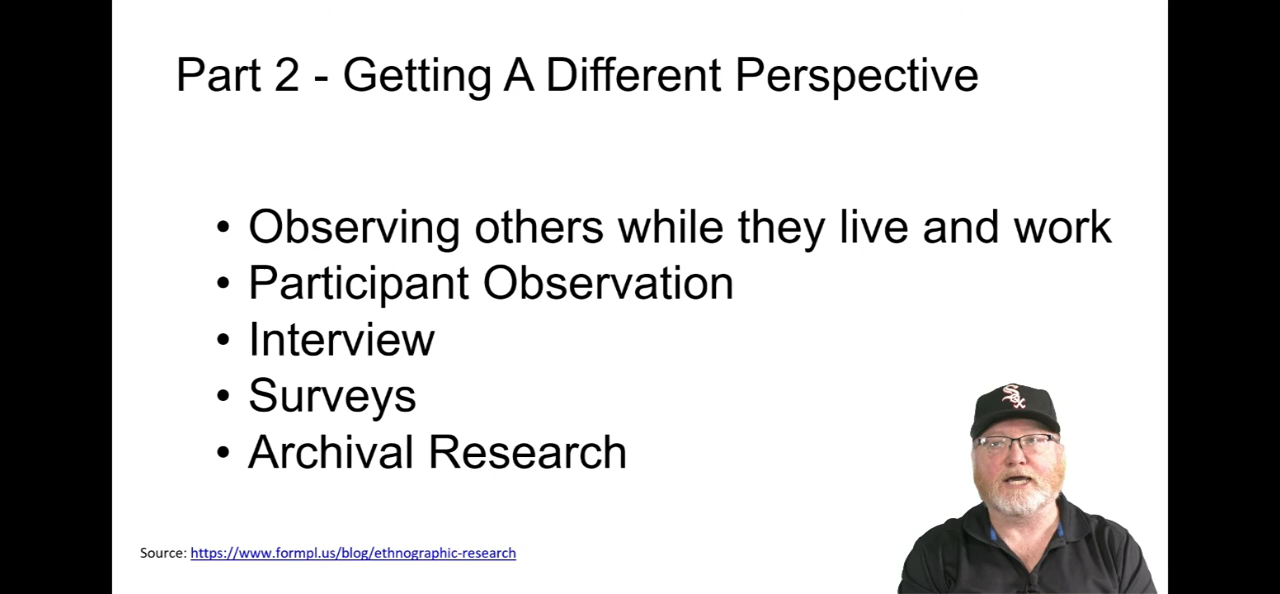 Part 2 - Getting A Different Perspective
• Observing others while they live and work
• Participant Observation
• Interview
• Surveys
• Archival Research
Sox
Source: https://www.formpl.us/blog/ethnographic-research